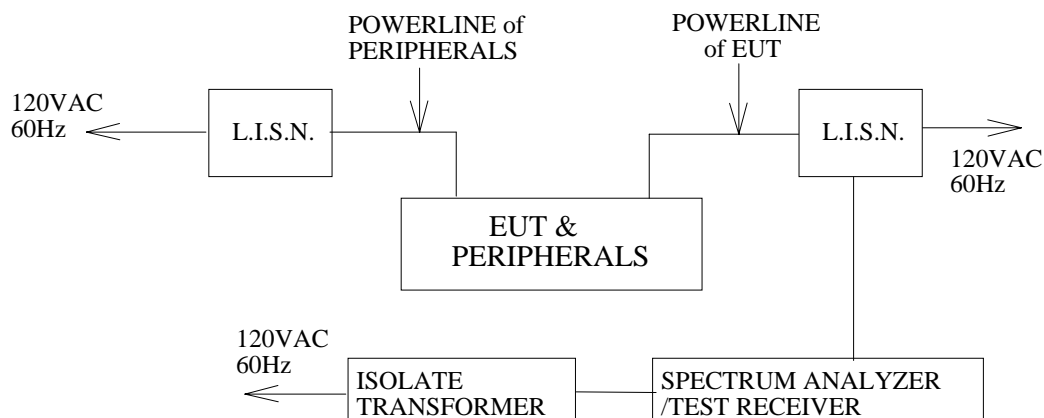 POWERLINE of
PERIPHERALS
POWERLINE
of EUT
120VAC
60Hz
L.I.S.N.
L.I.S.N.
120VAC
60Hz
EUT &
PERIPHERALS
120VAC
60Hz
ISOLATE
TRANSFORMER
SPECTRUM ANALYZER
/TEST RECEIVER